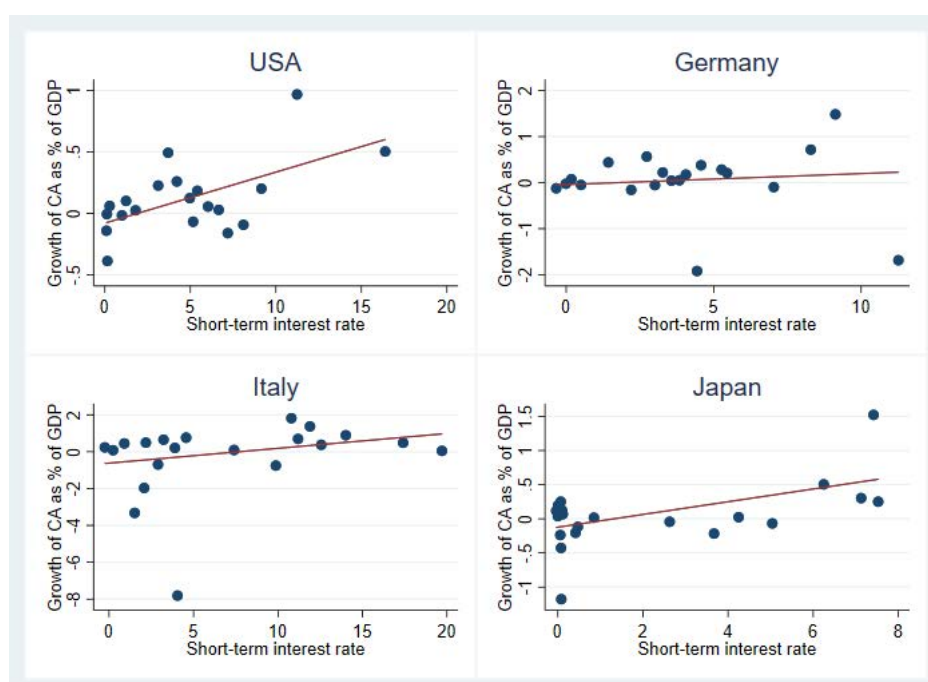 USA
Growth of CA as % of GDP
1
.5
0
-.5
0 5 10 15 20
Short-term interest rate
Germany
Growth of CA as % of GDP
2
1
0
-1
-2
0 5 10
Short-term interest rate
Italy
Growth of CA as % of GDP
2
0
-2
-4
-6
-8
0 5 10 15 20
Short-term interest rate
Japan
Growth of CA as % of GDP
1.5
1
.5
0
-.5
-1
0 2 4 6 8
Short-term interest rate